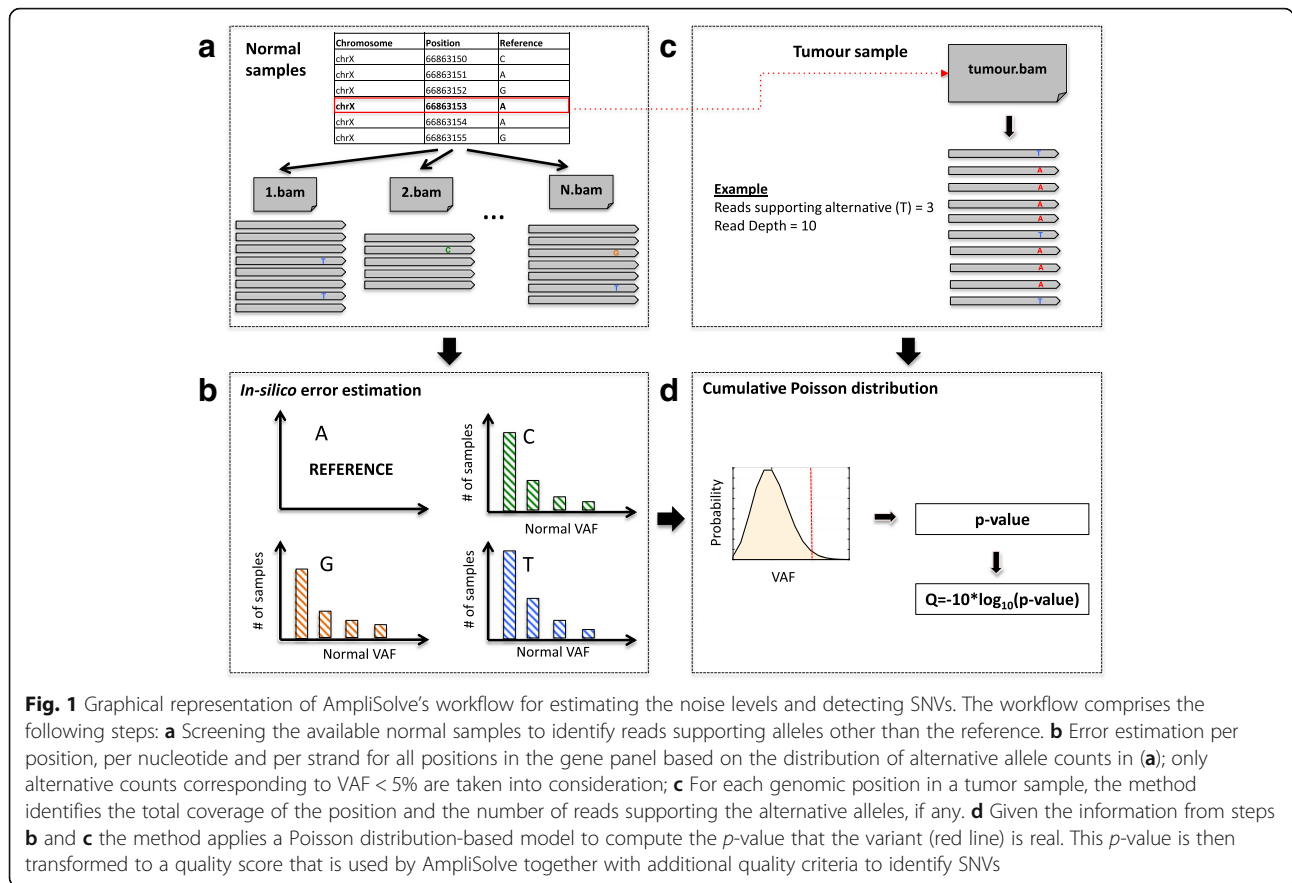 a
Normal
samples
Chromosome Position Reference
chrX 66863150 C
chrX 66863151 A
chrX 66863152 G
chrX 66863153 A
chrX 66863154 A
chrX 66863155 G
1.bam
2.bam
...
N.bam
T
T
C
G
T
c
Tumour sample
tumour.bam
Example
Reads supporting alternative (T) = 3
Read Depth = 10
T
A
A
A
A
T
A
A
A
T
b
In-silico error estimation
A
REFERENCE
# of samples
C
Normal VAF
# of samples
G
Normal VAF
# of samples
T
Normal VAF
d
Cumulative Poisson distribution
Probability
VAF
p-value
Q=-10*log10(p-value)
Fig. 1 Graphical representation of AmpliSolve's workflow for estimating the noise levels and detecting SNVs. The workflow comprises the
following steps: a Screening the available normal samples to identify reads supporting alleles other than the reference. b Error estimation per
position, per nucleotide and per strand for all positions in the gene panel based on the distribution of alternative allele counts in (a); only
alternative counts corresponding to VAF < 5% are taken into consideration; c For each genomic position in a tumor sample, the method
identifies the total coverage of the position and the number of reads supporting the alternative alleles, if any. d Given the information from steps
b and c the method applies a Poisson distribution-based model to compute the p-value that the variant (red line) is real. This p-value is then
transformed to a quality score that is used by AmpliSolve together with additional quality criteria to identify SNVs